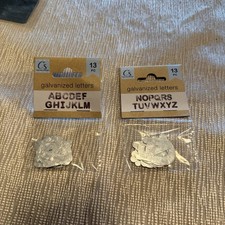 13
galvanized letters
ABCDEF
GHIJKLM
13
galvanized letters
NOPQRS
TUVWXYZ